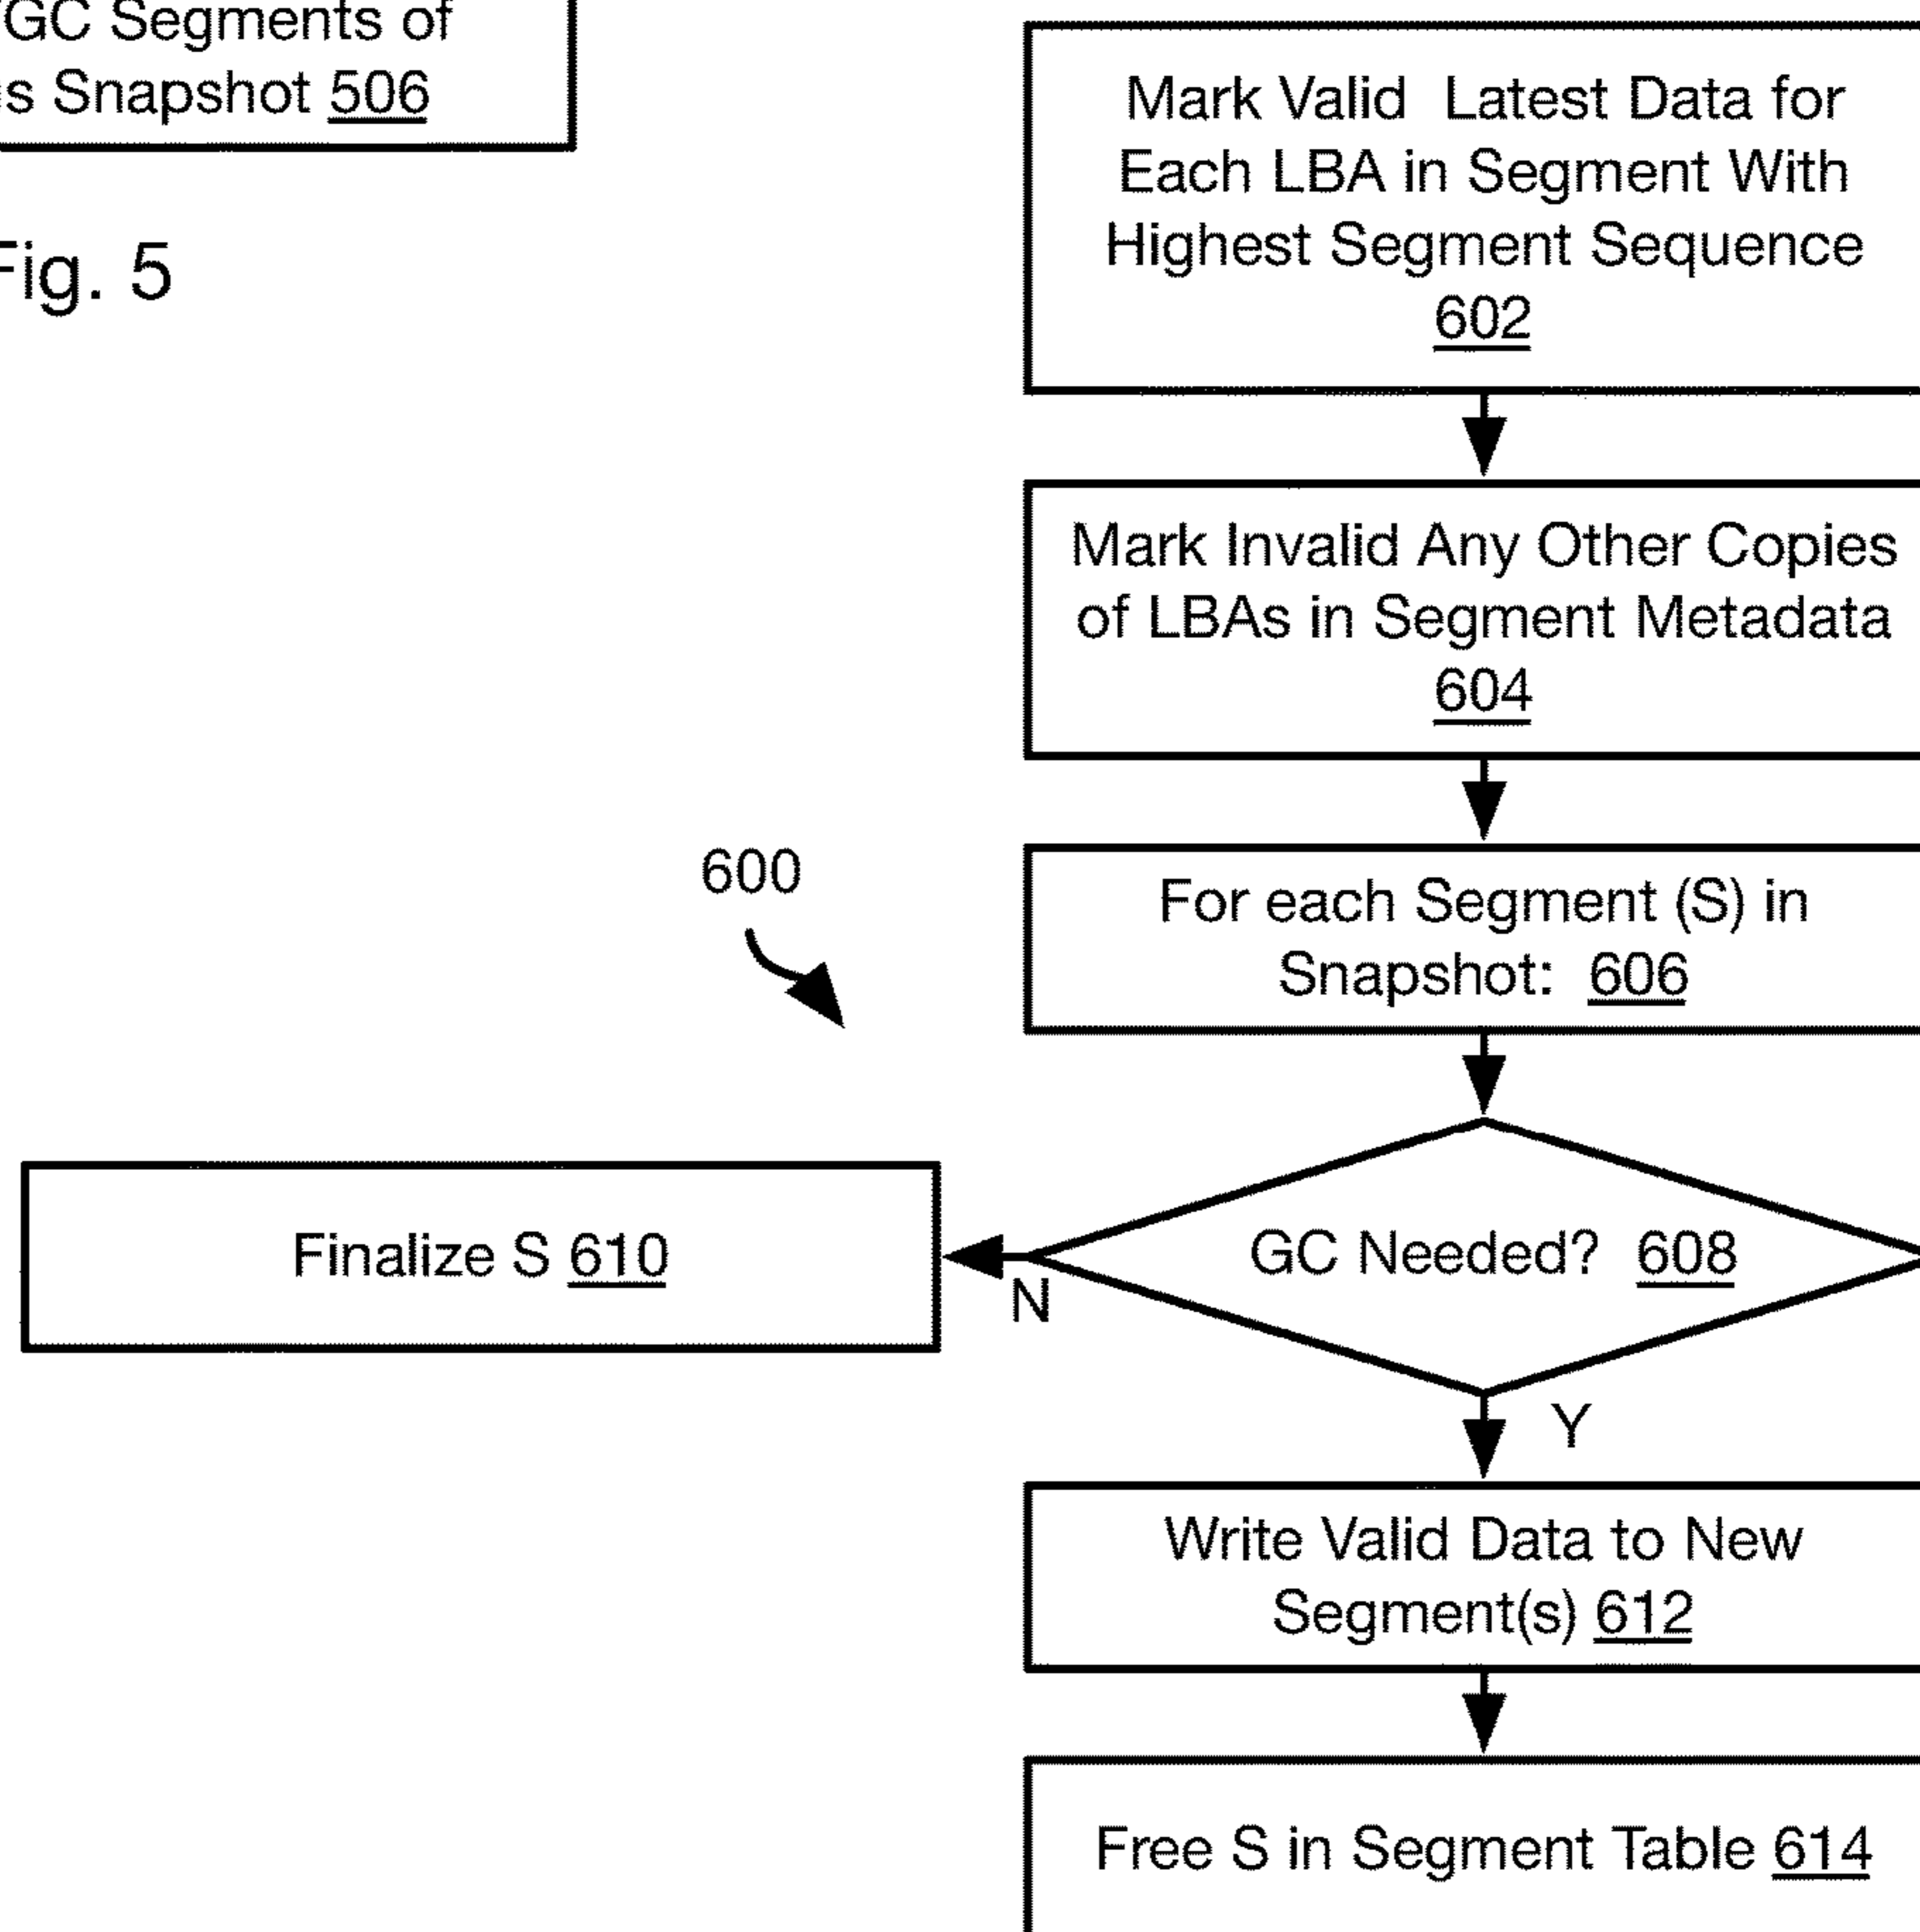 GC Segments of
s Snapshot 506
Fig. 5
Mark Valid Latest Data for
Each LBA in Segment With
Highest Segment Sequence
602
Mark Invalid Any Other Copies
of LBAs in Segment Metadata
604
600
For each Segment (S) in
Snapshot: 606
Finalize S 610
N
GC Needed? 608
Y
Write Valid Data to New
Segment(s) 612
Free S in Segment Table 614